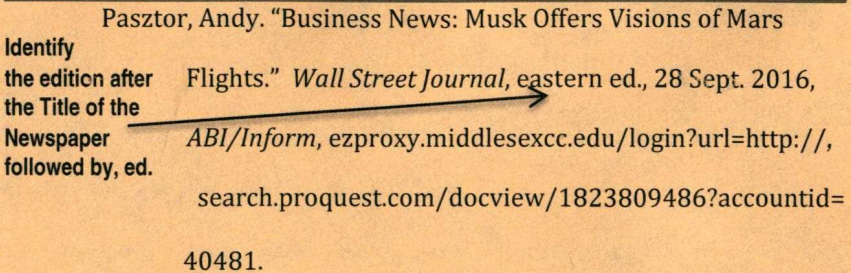 Pasztor, Andy. “Business News: Musk Offers Visions of Mars
Identify
the edition after
the Title of the
Newspaper
followed by, ed.
Flights.” Wall Street Journal, eastern ed., 28 Sept. 2016,
ABI/Inform, ezproxy.middlesexcc.edu/login?url=http://,
search.proquest.com/docview/1823809486?accountid=
40481.